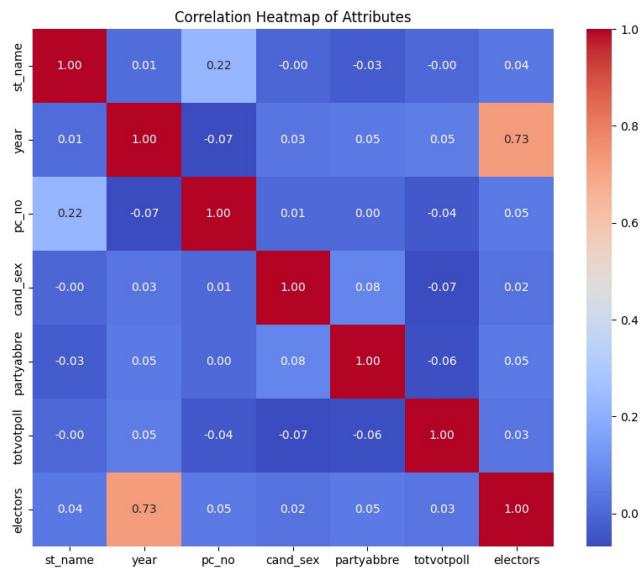 Correlation Heatmap of Attributes
st_name 1.00 0.01 0.22 -0.00 -0.03 -0.00 0.04
year 0.01 1.00 -0.07 0.03 0.05 0.05 0.73
pc_no 0.22 -0.07 1.00 0.01 0.00 -0.04 0.05
cand_sex -0.00 0.03 0.01 1.00 0.08 -0.07 0.02
partyabbre -0.03 0.05 0.00 0.08 1.00 -0.06 0.05
totvotpoll -0.00 0.05 -0.04 -0.07 -0.06 1.00 0.03
electors 0.04 0.73 0.05 0.02 0.05 0.03 1.00
st_name year pc_no cand_sex partyabbre totvotpoll electors
1.0
0.8
0.6
0.4
0.2
0.0